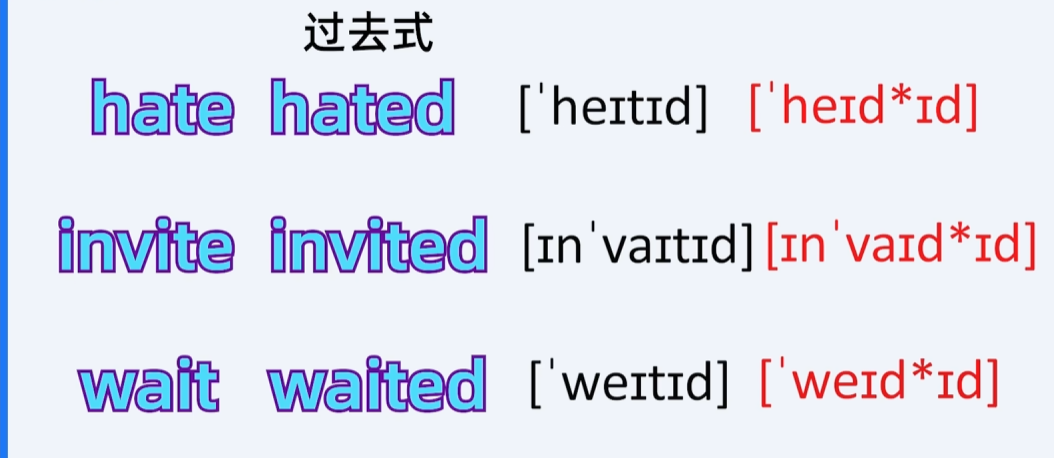 过去式
hate hated [ˈheɪtɪd] [ˈheɪd*ɪd]
invite invited [ɪnˈvaɪtɪd] [ɪnˈvaɪd*ɪd]
wait waited [ˈweɪtɪd] [ˈweɪd*ɪd]